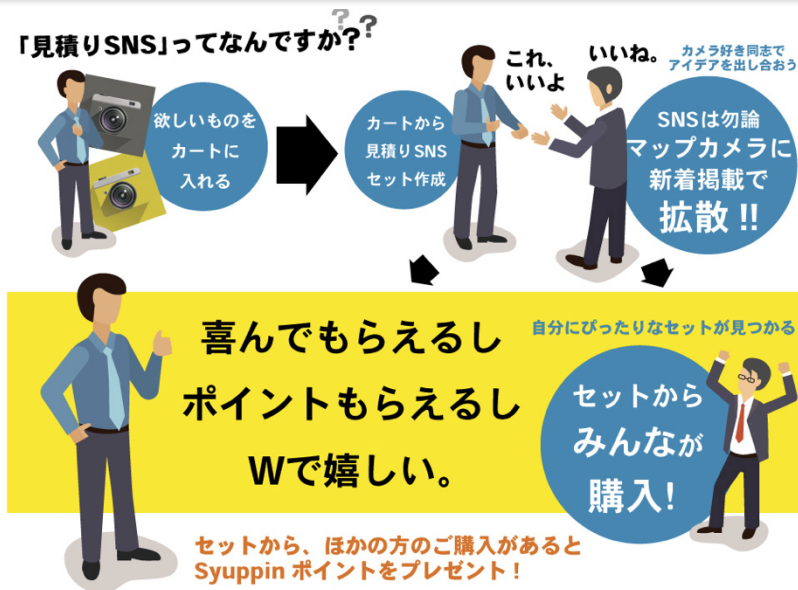 「見積りSNS」ってなんですか???
欲しいものを
カートに
入れる
カートから
見積りSNS
セット作成
これ、
いいよ
いいね。
カメラ好き同志で
アイデアを出し合おう
SNSは勿論
マップカメラに
新着掲載で
拡散!!
喜んでもらえるし
ポイントもらえるし
Wで嬉しい。
自分にぴったりなセットが見つかる
セットから
みんなが
購入!
セットから、ほかの方のご購入があると
Syuppin ポイントをプレゼント!